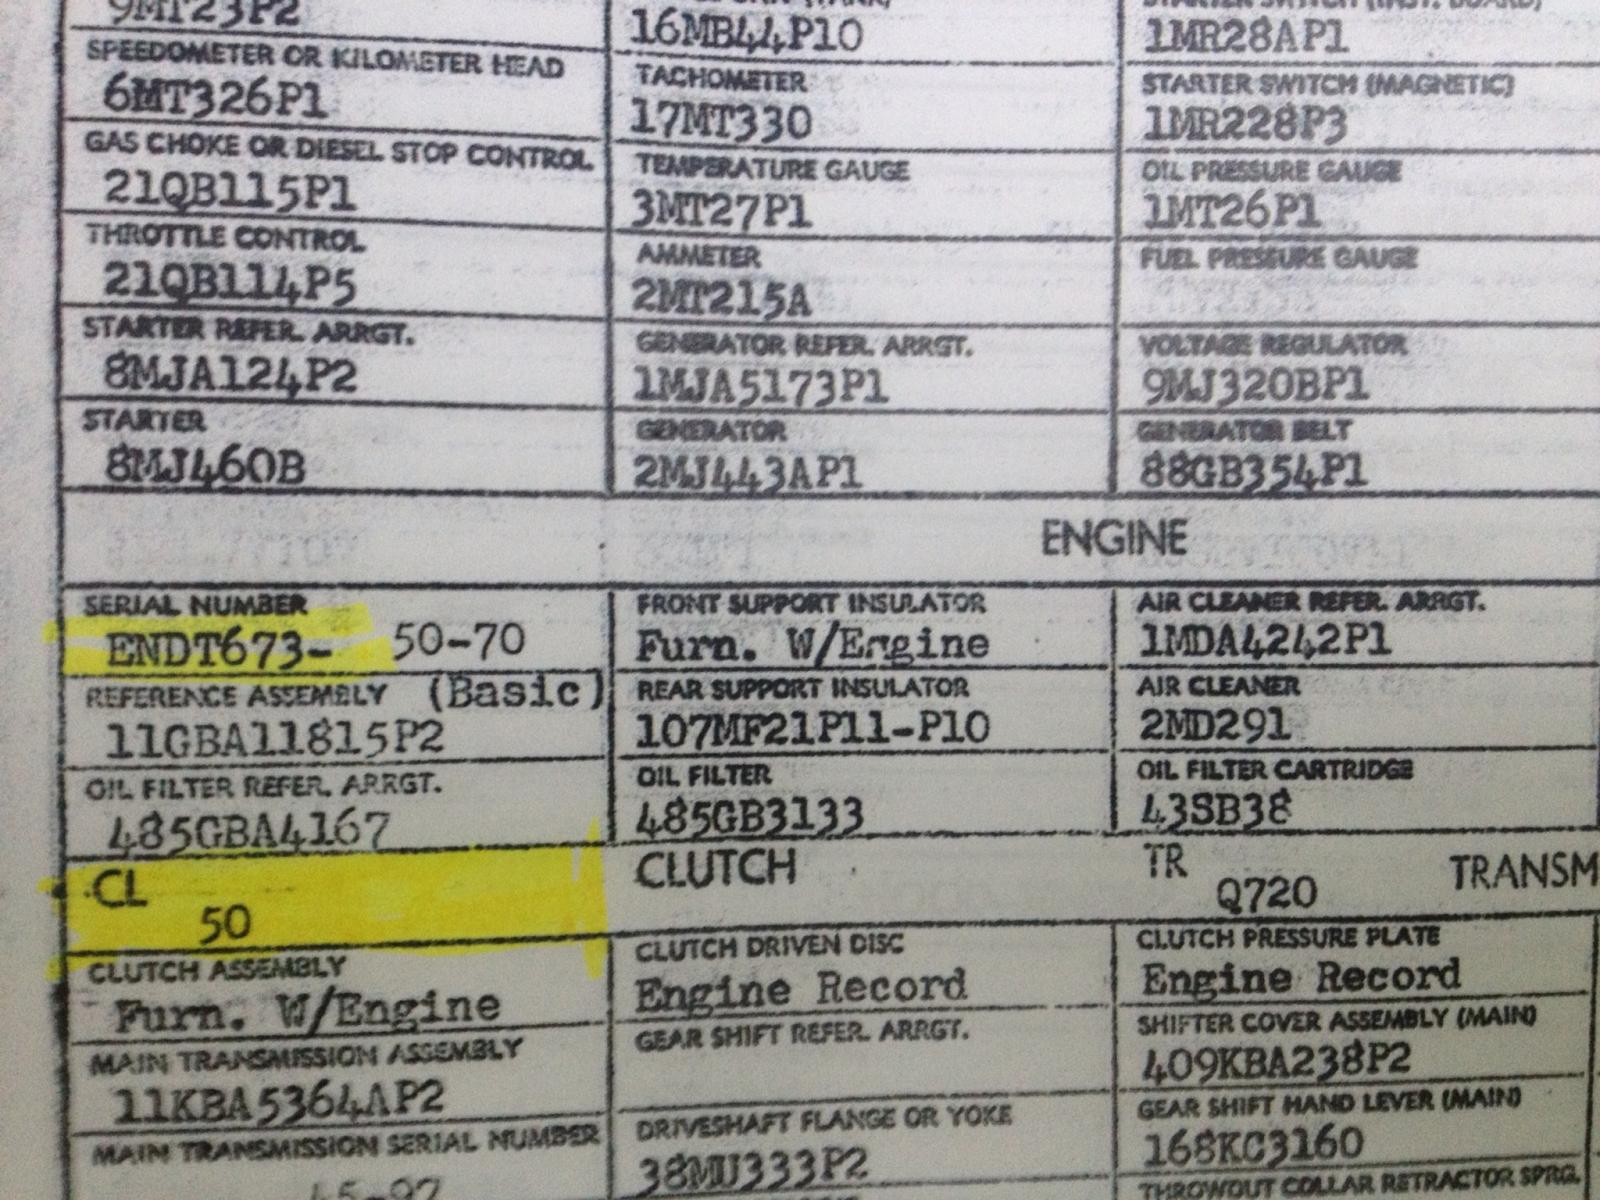 9MT23P2
16MB44P10
1MR28AP1
SPEEDOMETER OR KILOMETER HEAD
6MT326P1
TACHOMETER
17MT330
STARTER SWITCH (MAGNETIC)
1MR228P3
GAS CHOKE OR DIESEL STOP CONTROL
21QB115P1
TEMPERATURE GAUGE
3MT27P1
OIL PRESSURE GAUGE
1MT26P1
THROTTLE CONTROL
21QB114P5
AMMETER
2MT215A
FUEL PRESSURE GAUGE
STARTER REFER. ARRGT.
8MJA124P2
GENERATOR REFER. ARRGT.
1MJA5173P1
VOLTAGE REGULATOR
9MJ320BP1
STARTER
8MJ460B
GENERATOR
2MJ443AP1
GENERATOR BELT
88GB354P1
ENGINE
SERIAL NUMBER
ENDT673- 50-70
FRONT SUPPORT INSULATOR
Furn. W/Engine
AIR CLEANER REFER. ARRGT.
1MDA4242P1
REFERENCE ASSEMBLY (Basic)
11GBA11815P2
REAR SUPPORT INSULATOR
107MF21P11-P10
AIR CLEANER
2MD291
OIL FILTER REFER. ARRGT.
485GBA4167
OIL FILTER
485GB3133
OIL FILTER CARTRIDGE
43SB38
CL
50
CLUTCH
TR
Q720
TRANSM
CLUTCH ASSEMBLY
Furn. W/Engine
CLUTCH DRIVEN DISC
Engine Record
CLUTCH PRESSURE PLATE
Engine Record
MAIN TRANSMISSION ASSEMBLY
11KBA5364AP2
GEAR SHIFT REFER. ARRGT.
SHIFTER COVER ASSEMBLY (MAIN)
409KBA238P2
MAIN TRANSMISSION SERIAL NUMBER
DRIVESHAFT FLANGE OR YOKE
38MU333P2
GEAR SHIFT HAND LEVER (MAIN)
168KC3160
THROWOUT COLLAR RETRACTOR SPRG.